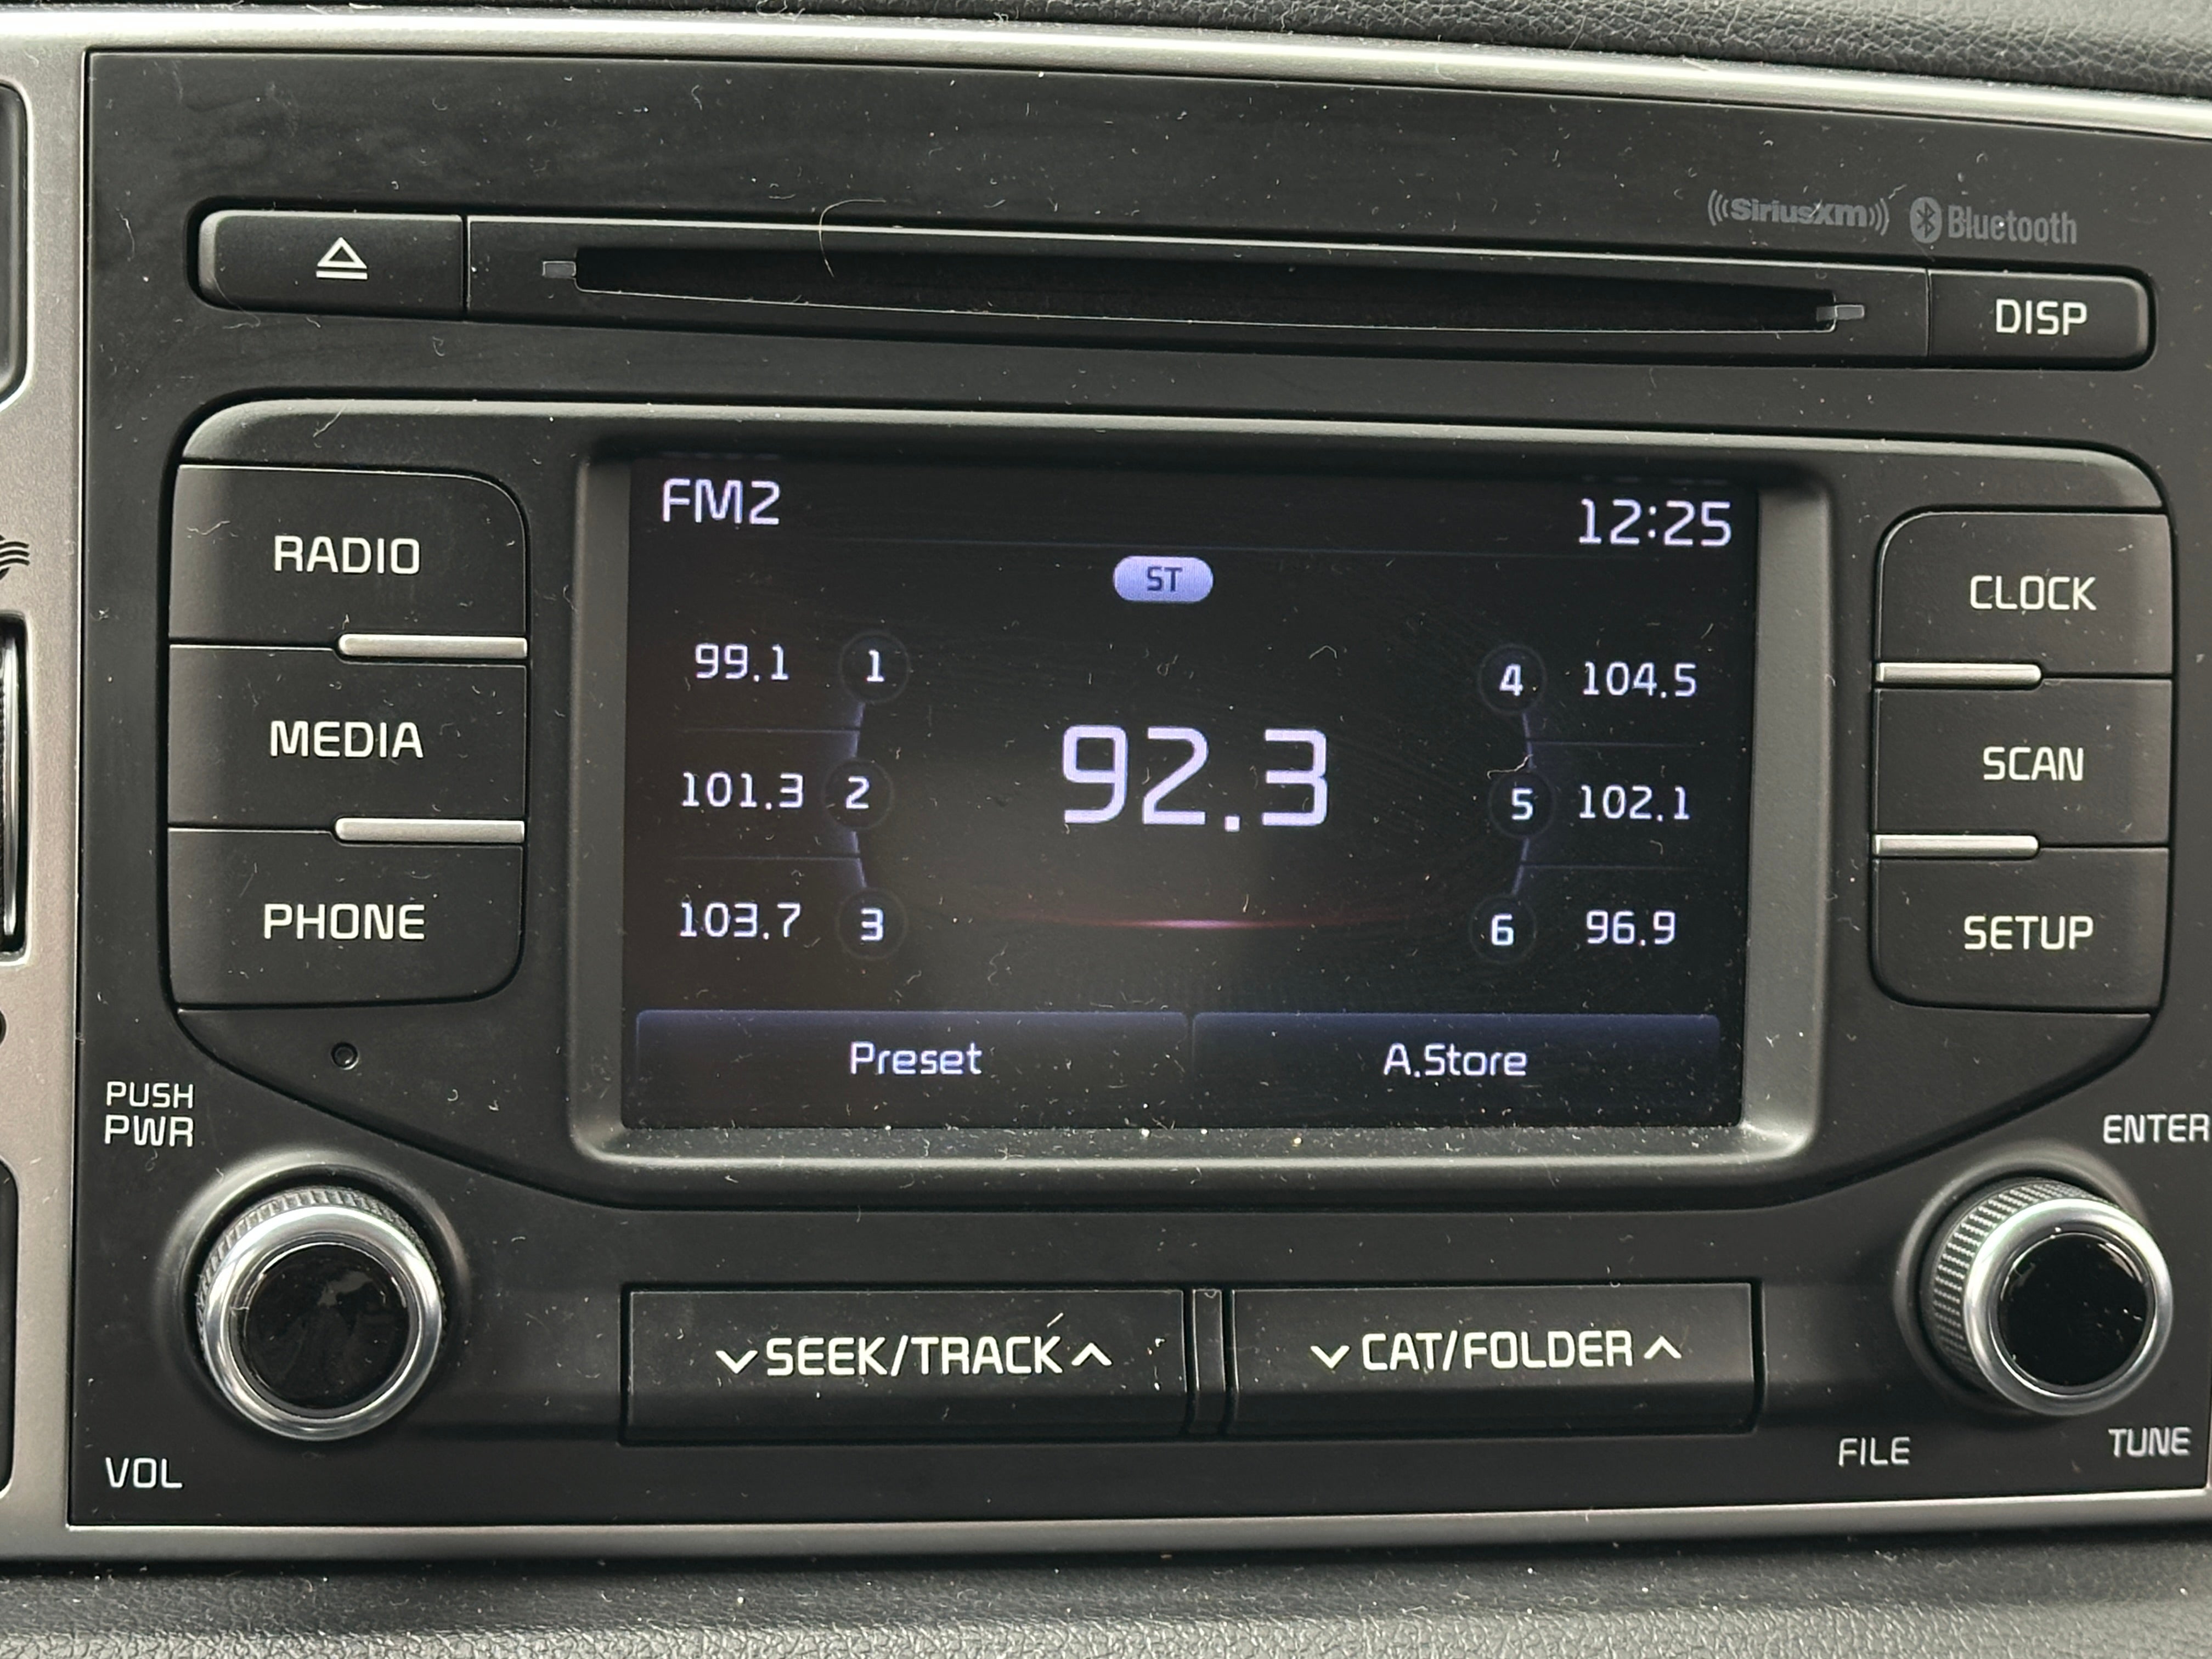 SiriusXM Bluetooth
DISP
RADIO
MEDIA
PHONE
FM2 12:25
ST
99.1 1
4 104.5
92.3
101.3 2
5 102.1
103.7 3
6 96.9
Preset A.Store
CLOCK
SCAN
SETUP
PUSH
PWR
VOL
SEEK/TRACK
CAT/FOLDER
ENTER
FILE
TUNE